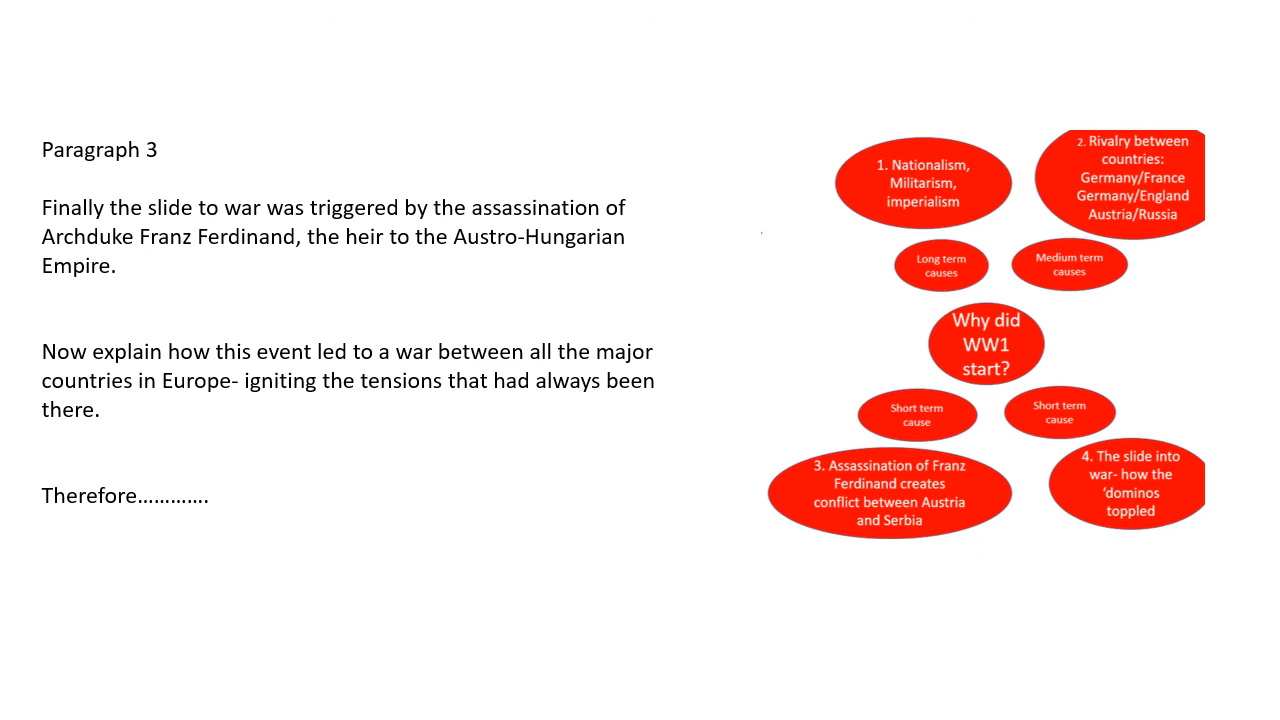 Paragraph 3
Finally the slide to war was triggered by the assassination of
Archduke Franz Ferdinand, the heir to the Austro-Hungarian
Empire.
Now explain how this event led to a war between all the major
countries in Europe- igniting the tensions that had always been
there.
Therefore………….
1. Nationalism,
Militarism,
imperialism
2. Rivalry between
countries:
Germany/France
Germany/England
Austria/Russia
Long term
causes
Medium term
causes
Why did
WW1
start?
Short term
cause
Short term
cause
3. Assassination of Franz
Ferdinand creates
conflict between Austria
and Serbia
4. The slide into
war- how the
‘dominos
toppled